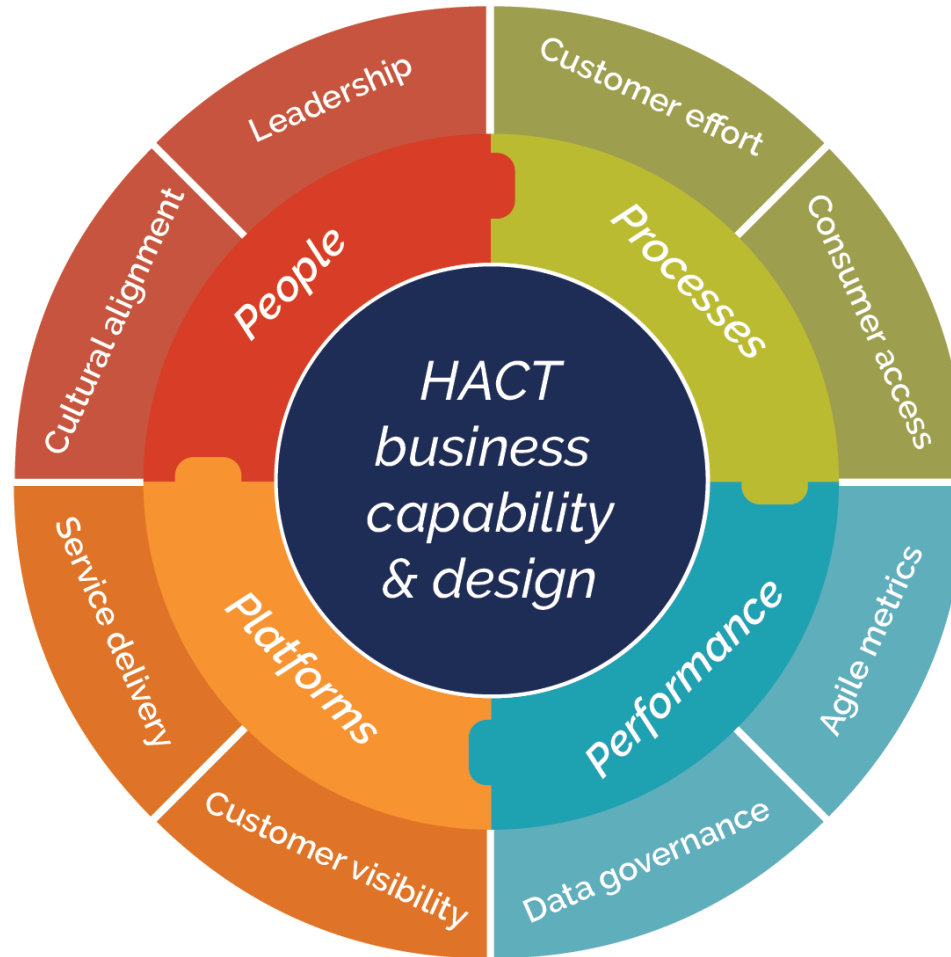 HACT
business
capability
& design
People
Processes
Performance
Platforms
Leadership
Customer effort
Consumer access
Agile metrics
Data governance
Customer visibility
Service delivery
Cultural alignment